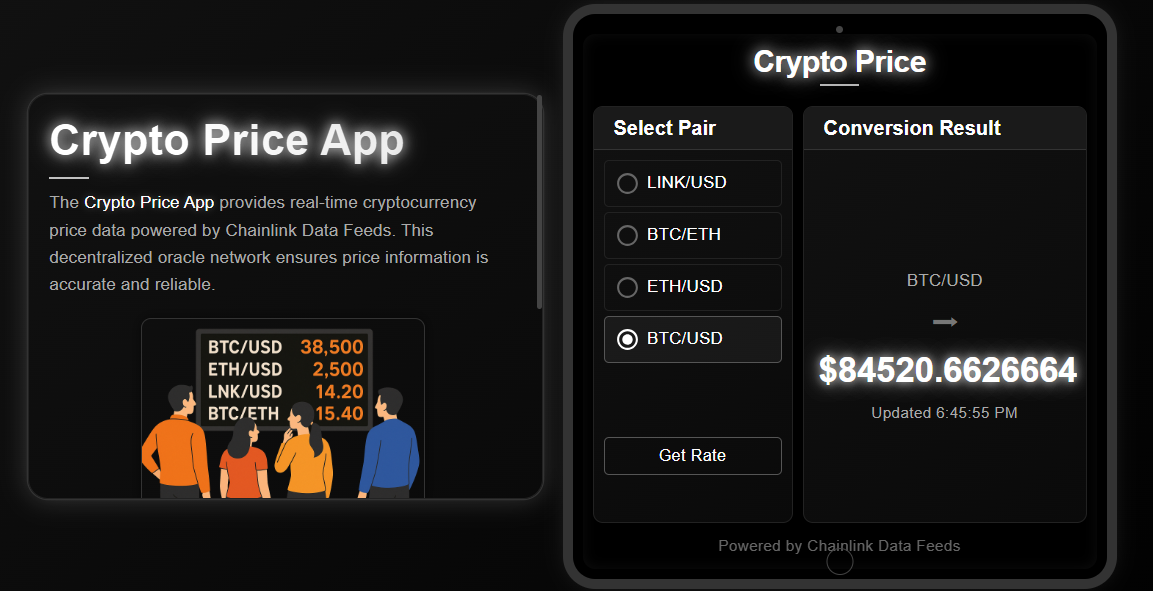 Crypto Price App
The Crypto Price App provides real-time cryptocurrency
price data powered by Chainlink Data Feeds. This
decentralized oracle network ensures price information is
accurate and reliable.
BTC/USD 38,500
ETH/USD 2,500
LNK/USD 14.20
BTC/ETH 15.40
Crypto Price
Select Pair
LINK/USD
BTC/ETH
ETH/USD
BTC/USD
Get Rate
Conversion Result
BTC/USD
$84520.6626664
Updated 6:45:55 PM
Powered by Chainlink Data Feeds